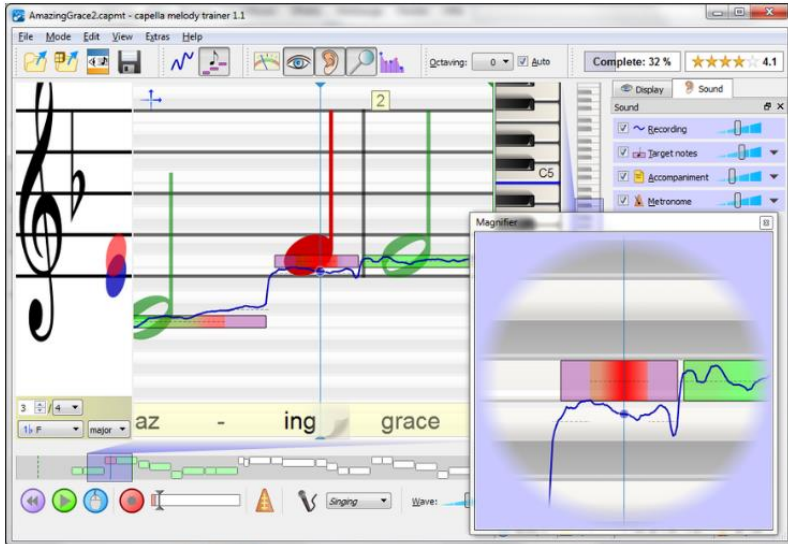 AmazingGrace2.capmt - capella melody trainer 1.1
File Mode Edit View Extras Help
Octaving: 0 Auto Complete: 32 % 4.1
Display Sound
2
Sound
Recording
Target notes
C5
Accompaniment
Metronome
Magnifier
3 / 4
az - ing grace
1♭ F major
Singing Wave: